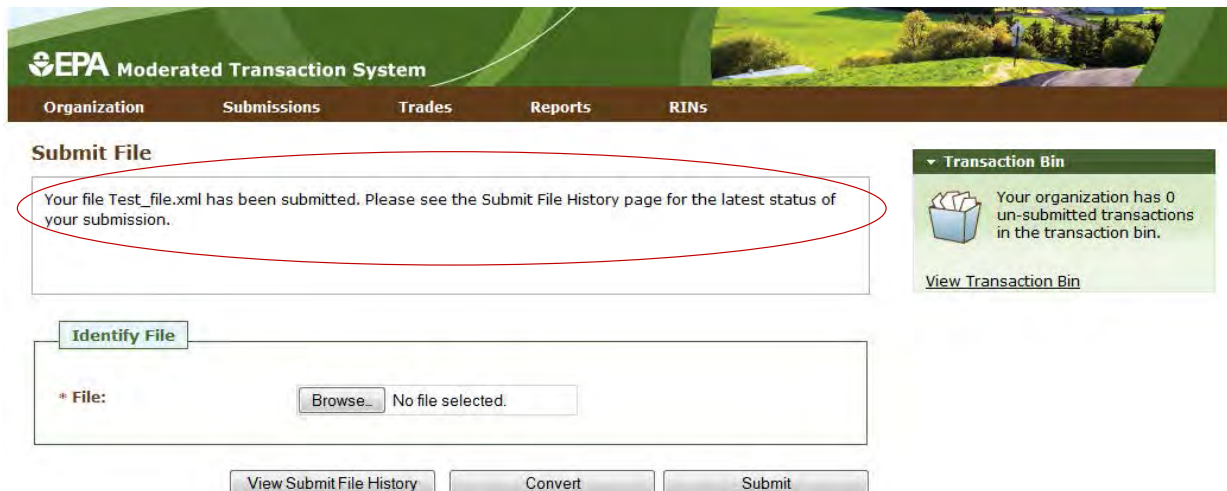 EPA Moderated Transaction System
Organization Submissions Trades Reports RINs
Submit File
Your file Test_file.xml has been submitted. Please see the Submit File History page for the latest status of
your submission.
Transaction Bin
Your organization has 0
un-submitted transactions
in the transaction bin.
View Transaction Bin
Identify File
* File:
Browse.. No file selected.
View Submit File History Convert Submit